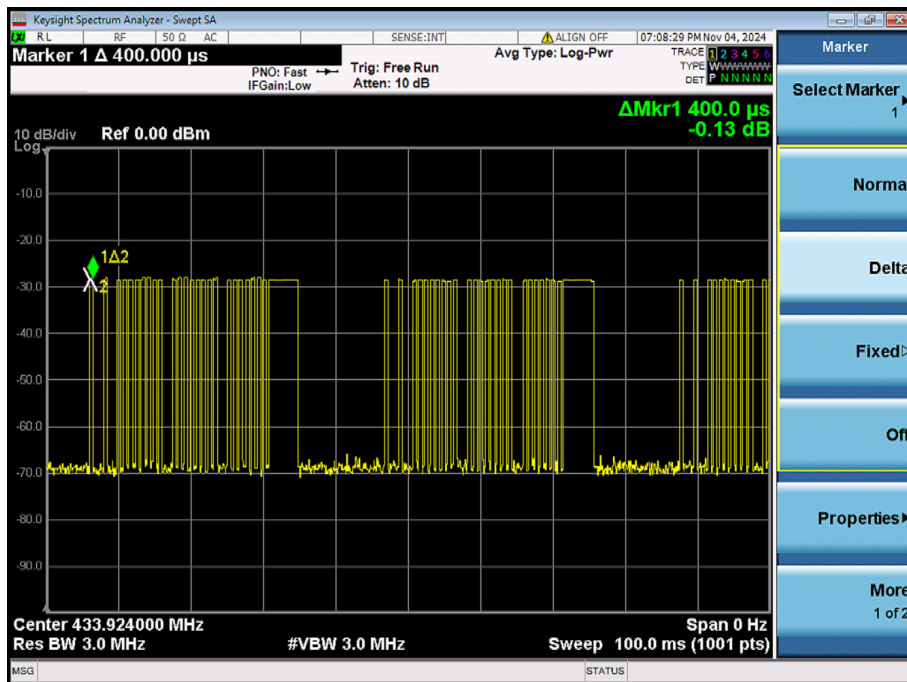 Keysight Spectrum Analyzer - Swept SA
LXI RL RF 50 Ω AC SENSE:INT ALIGN OFF 07:08:29 PM Nov 04, 2024
Marker 1 Δ 400.000 µs
PNO: Fast
IFGain:Low
Trig: Free Run
Atten: 10 dB
Avg Type: Log-Pwr
TRACE 1 2 3 4 5 6
TYPE WWWWWW
DET P N N N N N
ΔMkr1 400.0 µs
-0.13 dB
10 dB/div Ref 0.00 dBm
Log
-10.0
-20.0
1Δ2
2
-30.0
-40.0
-50.0
-60.0
-70.0
-80.0
-90.0
Center 433.924000 MHz Span 0 Hz
Res BW 3.0 MHz #VBW 3.0 MHz Sweep 100.0 ms (1001 pts)
MSG STATUS
Marker
Select Marker
1
Norma
Delta
Fixed
Off
Properties
More
1 of 2